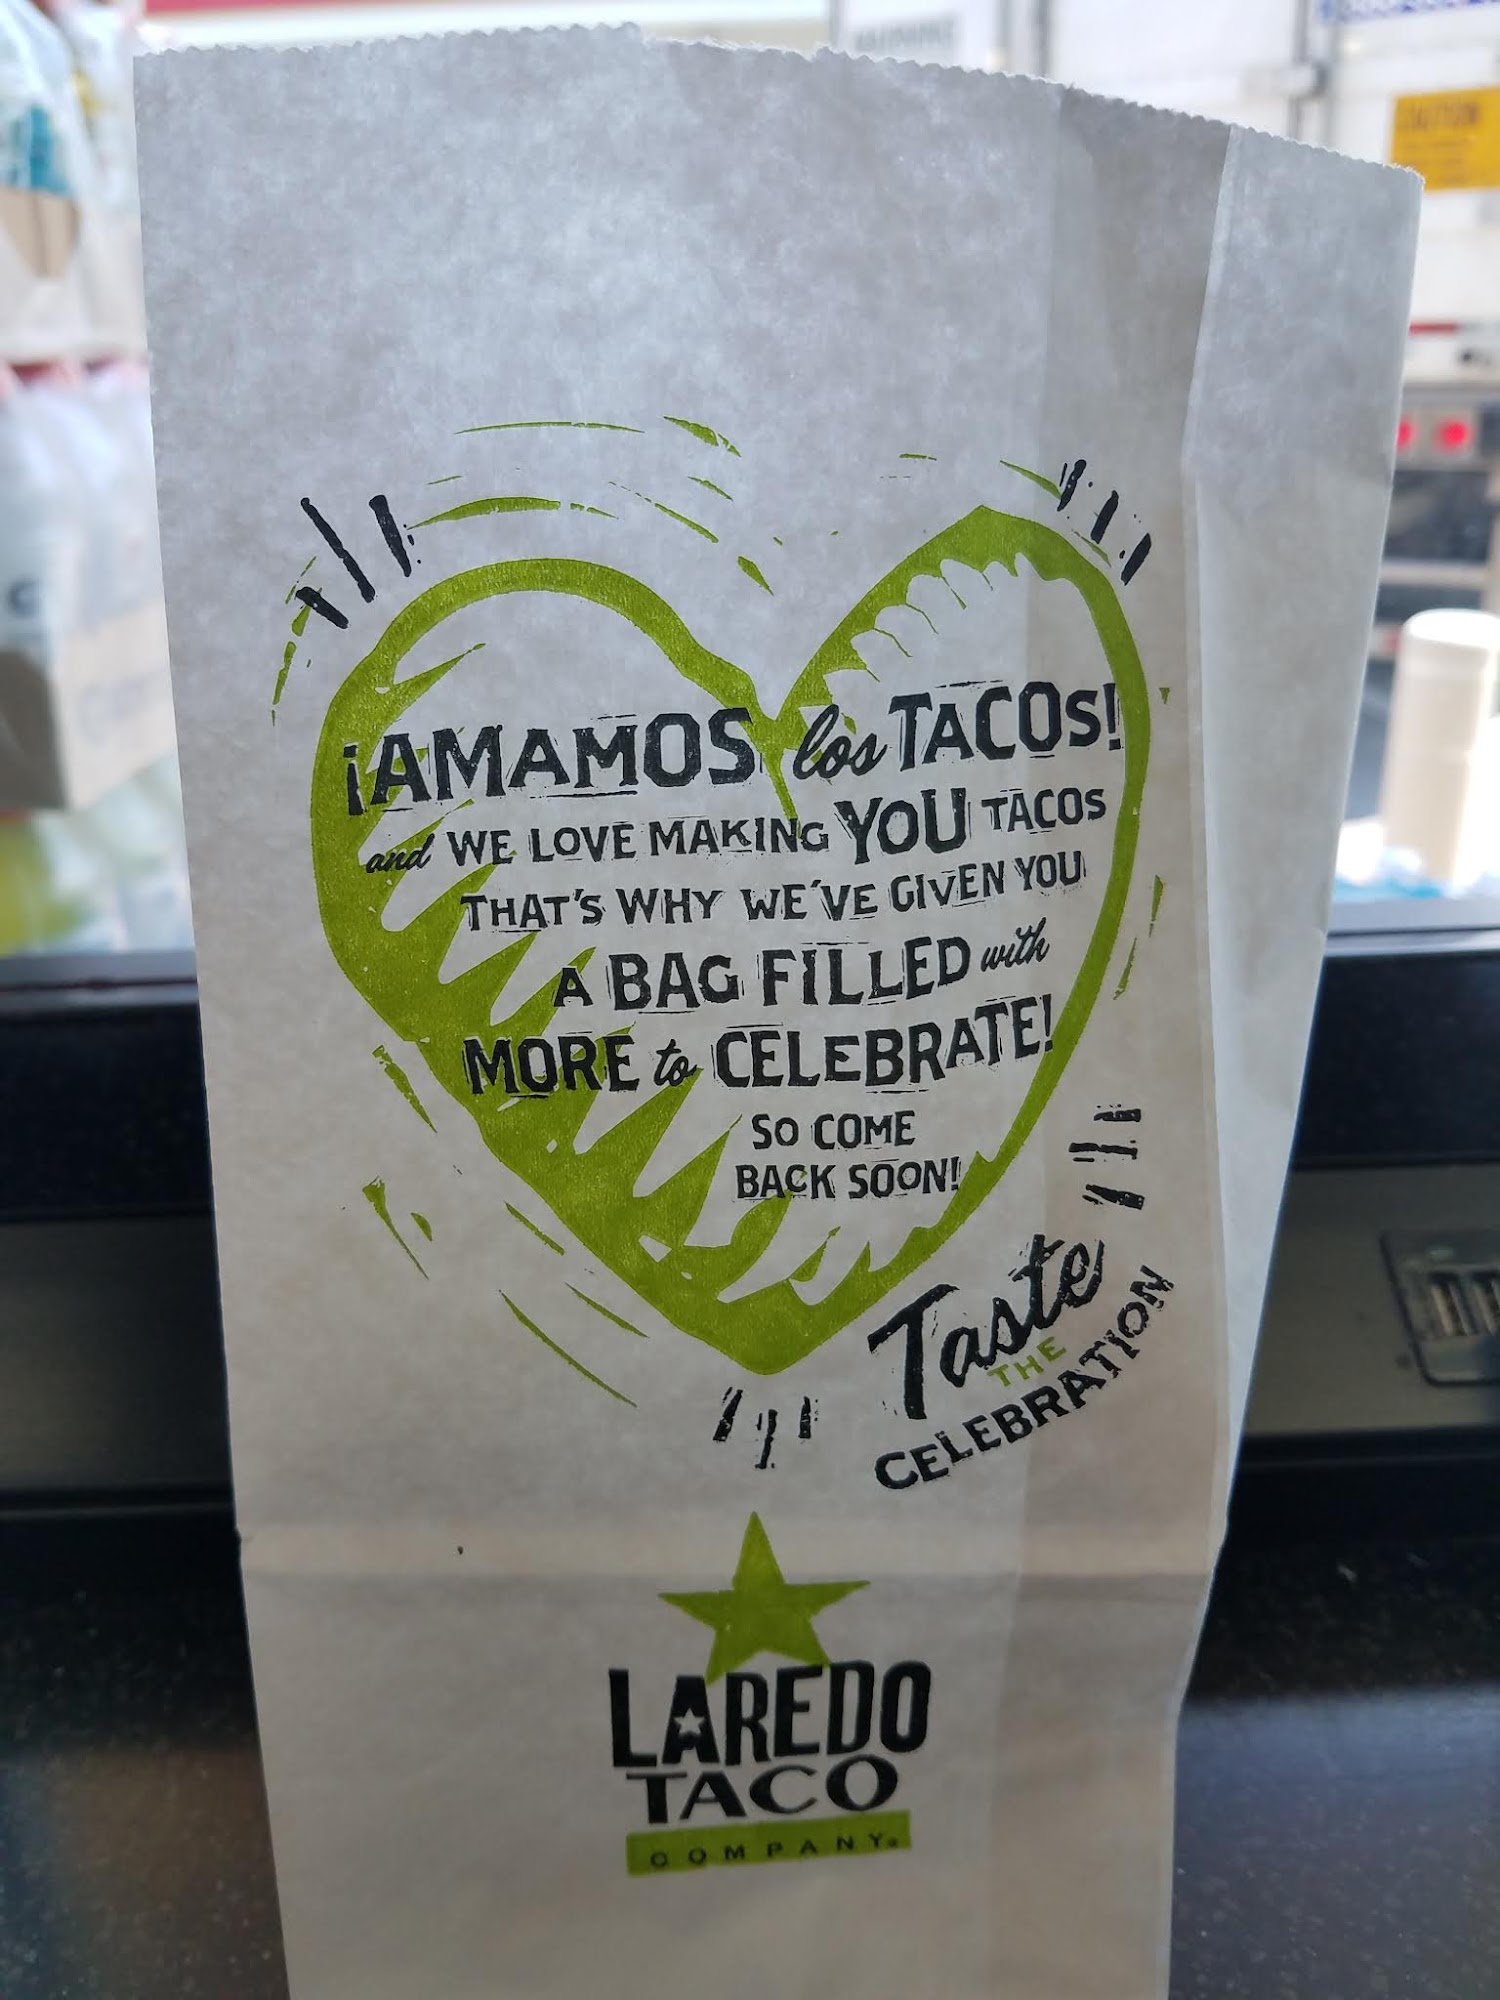 ¡AMAMOS los TACOS!
and WE LOVE MAKING YOU TACOS
THAT'S WHY WE'VE GIVEN YOU
A BAG FILLED with
MORE to CELEBRATE!
SO COME
BACK SOON!
Taste
THE
CELEBRATION
LAREDO
TACO
COMPANY®
CAUTION